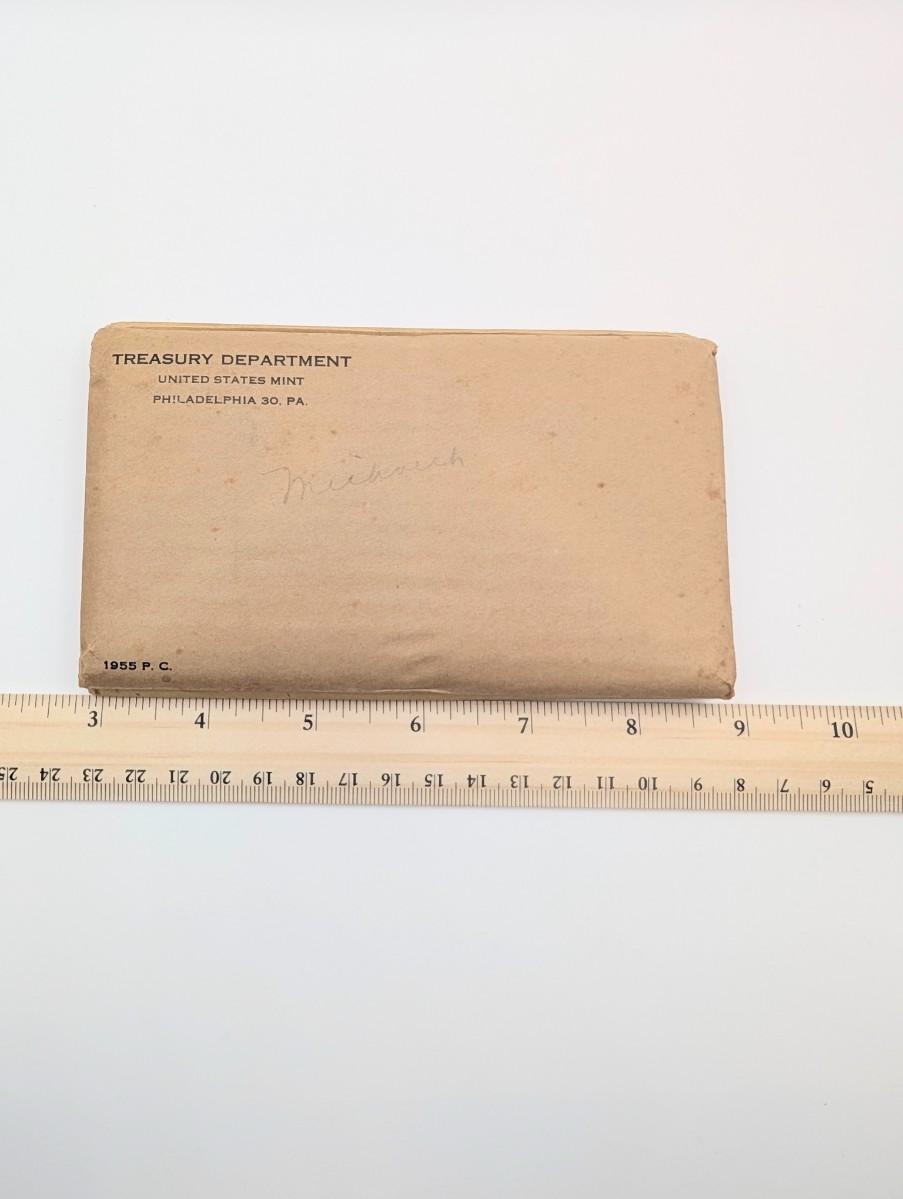 TREASURY DEPARTMENT
UNITED STATES MINT
PHILADELPHIA 30, PA.
1955 P. C.
3 4 5 6 7 8 9 10
25 24 23 22 21 20 19 18 17 16 15 14 13 12 11 10 9 8 7 6 5